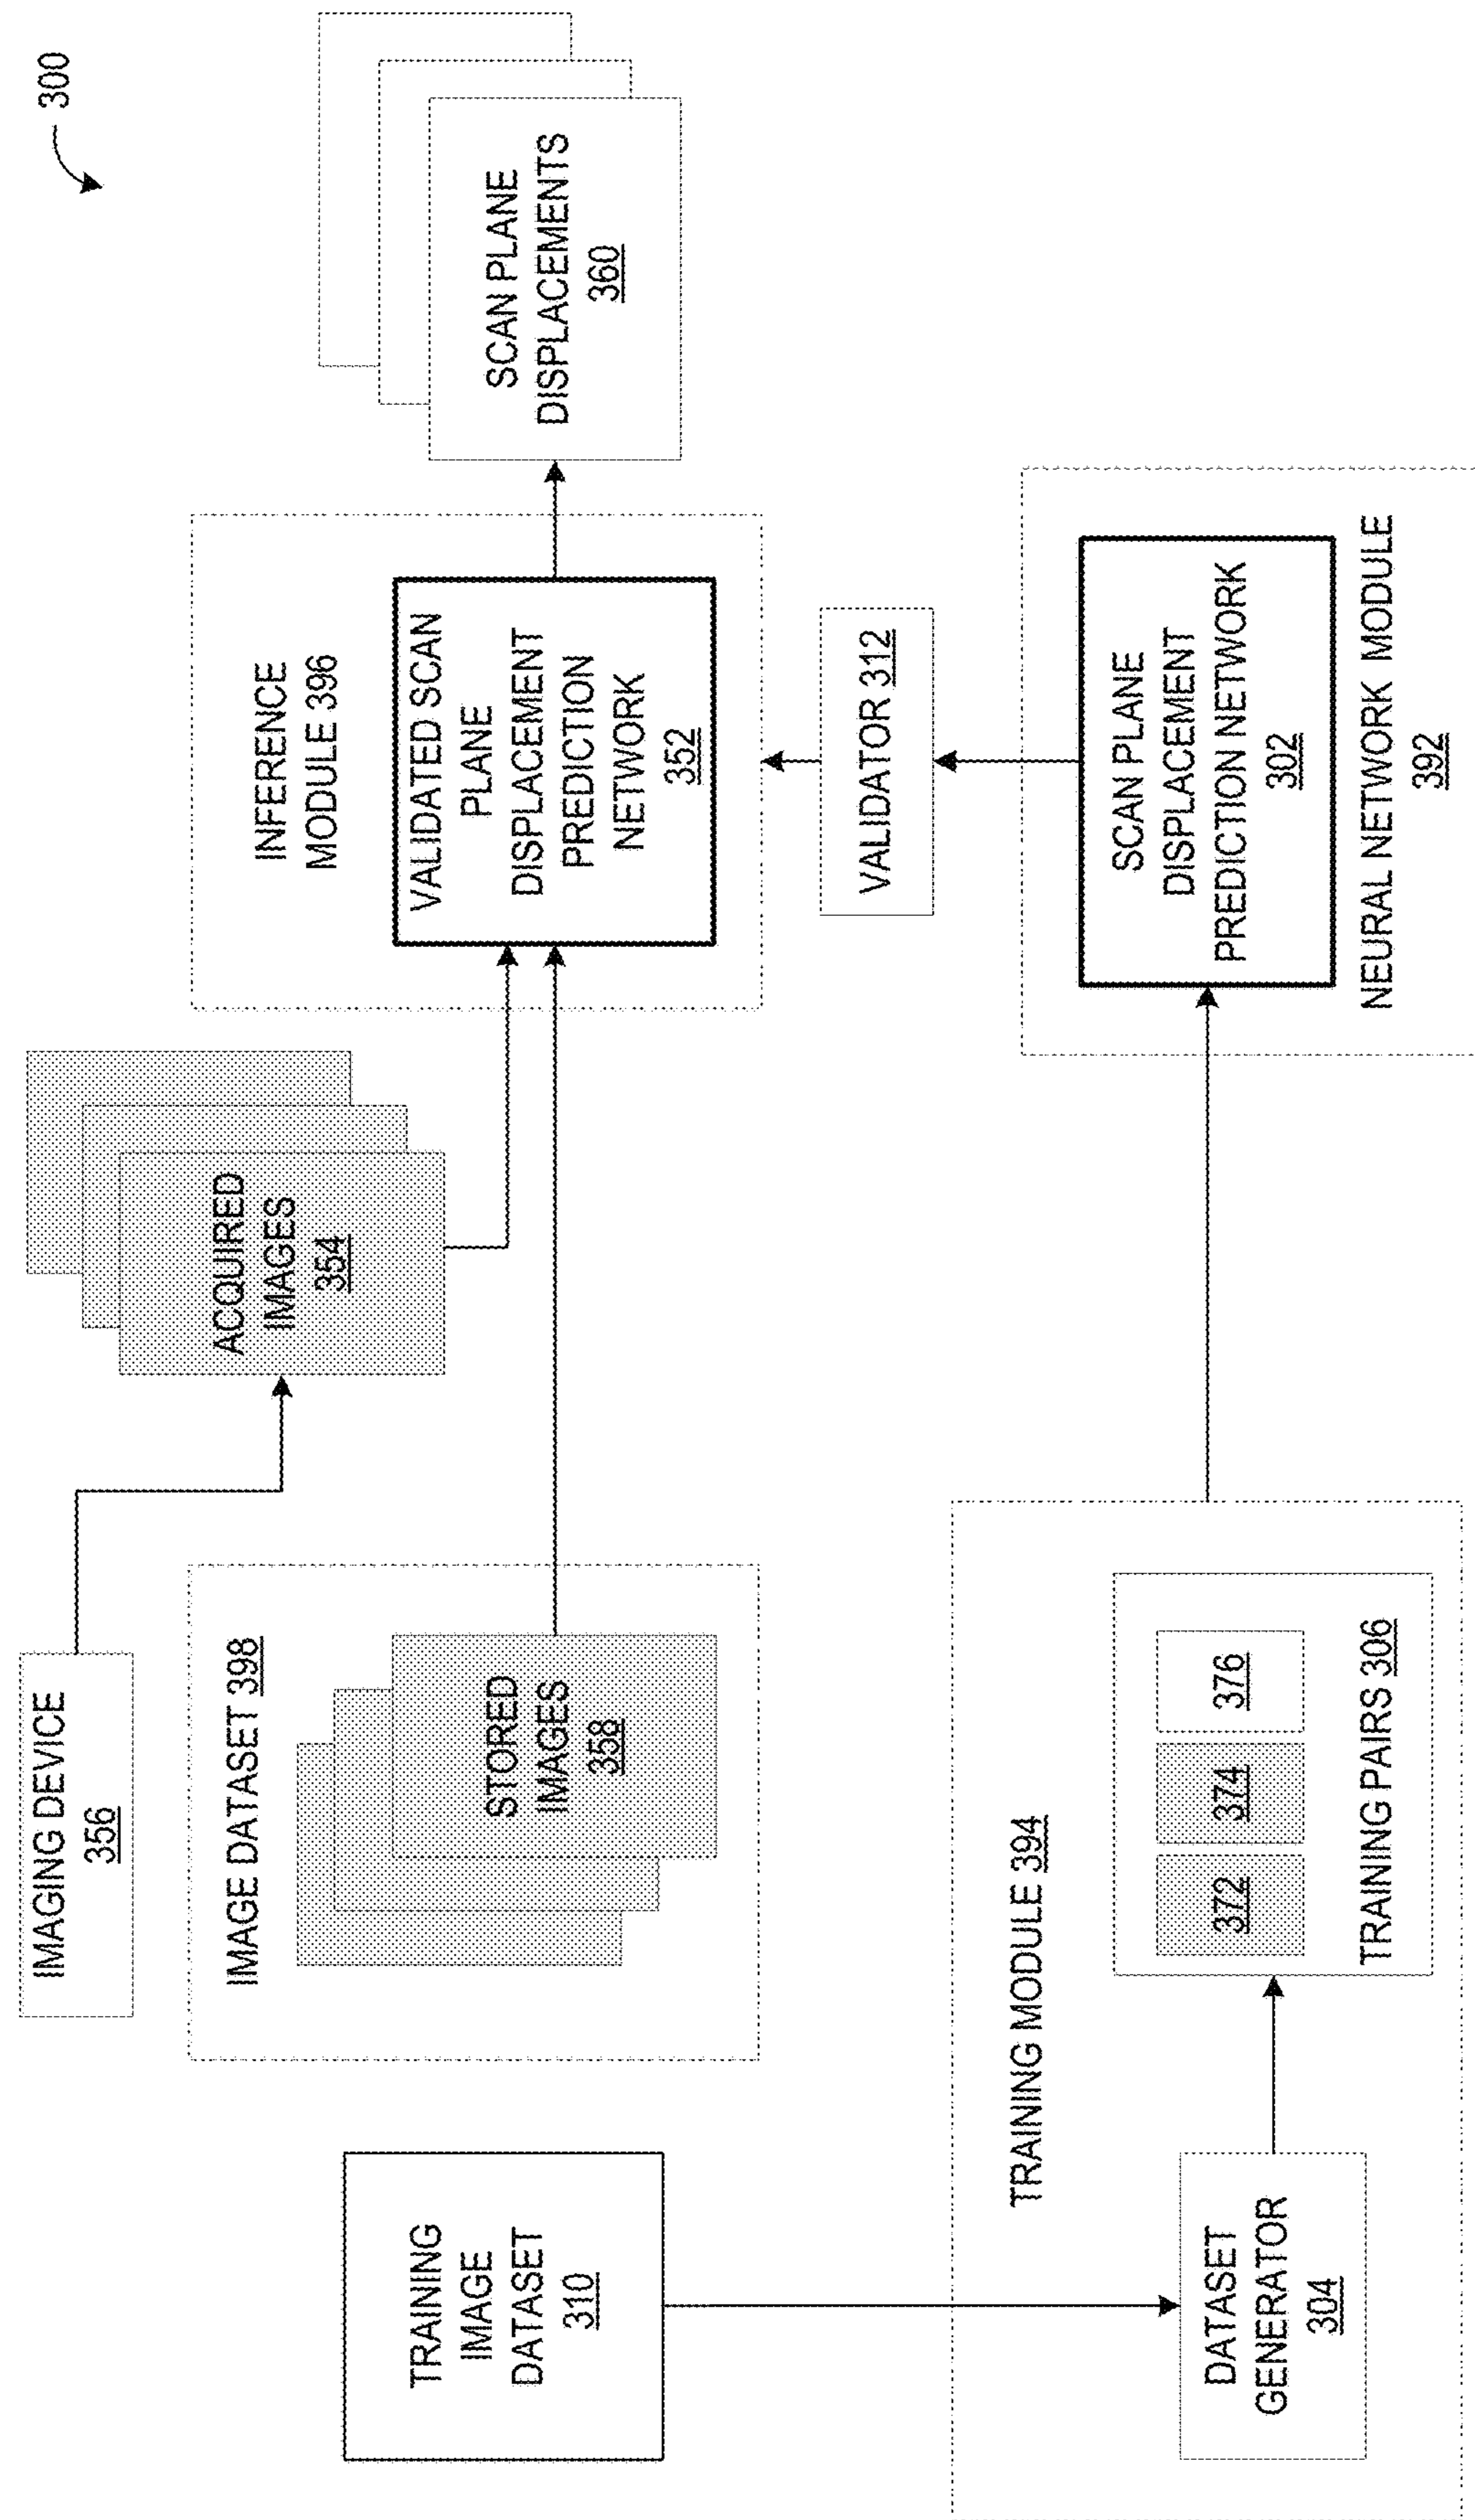 300
IMAGING DEVICE
356
ACQUIRED
IMAGES
354
IMAGE DATASET 398
STORED
IMAGES
358
INFERENCE
MODULE 396
VALIDATED SCAN
PLANE
DISPLACEMENT
PREDICTION
NETWORK
352
SCAN PLANE
DISPLACEMENTS
360
TRAINING
IMAGE
DATASET
310
VALIDATOR 312
TRAINING MODULE 394
DATASET
GENERATOR
304
372 374 376
TRAINING PAIRS 306
SCAN PLANE
DISPLACEMENT
PREDICTION NETWORK
302
NEURAL NETWORK MODULE
392